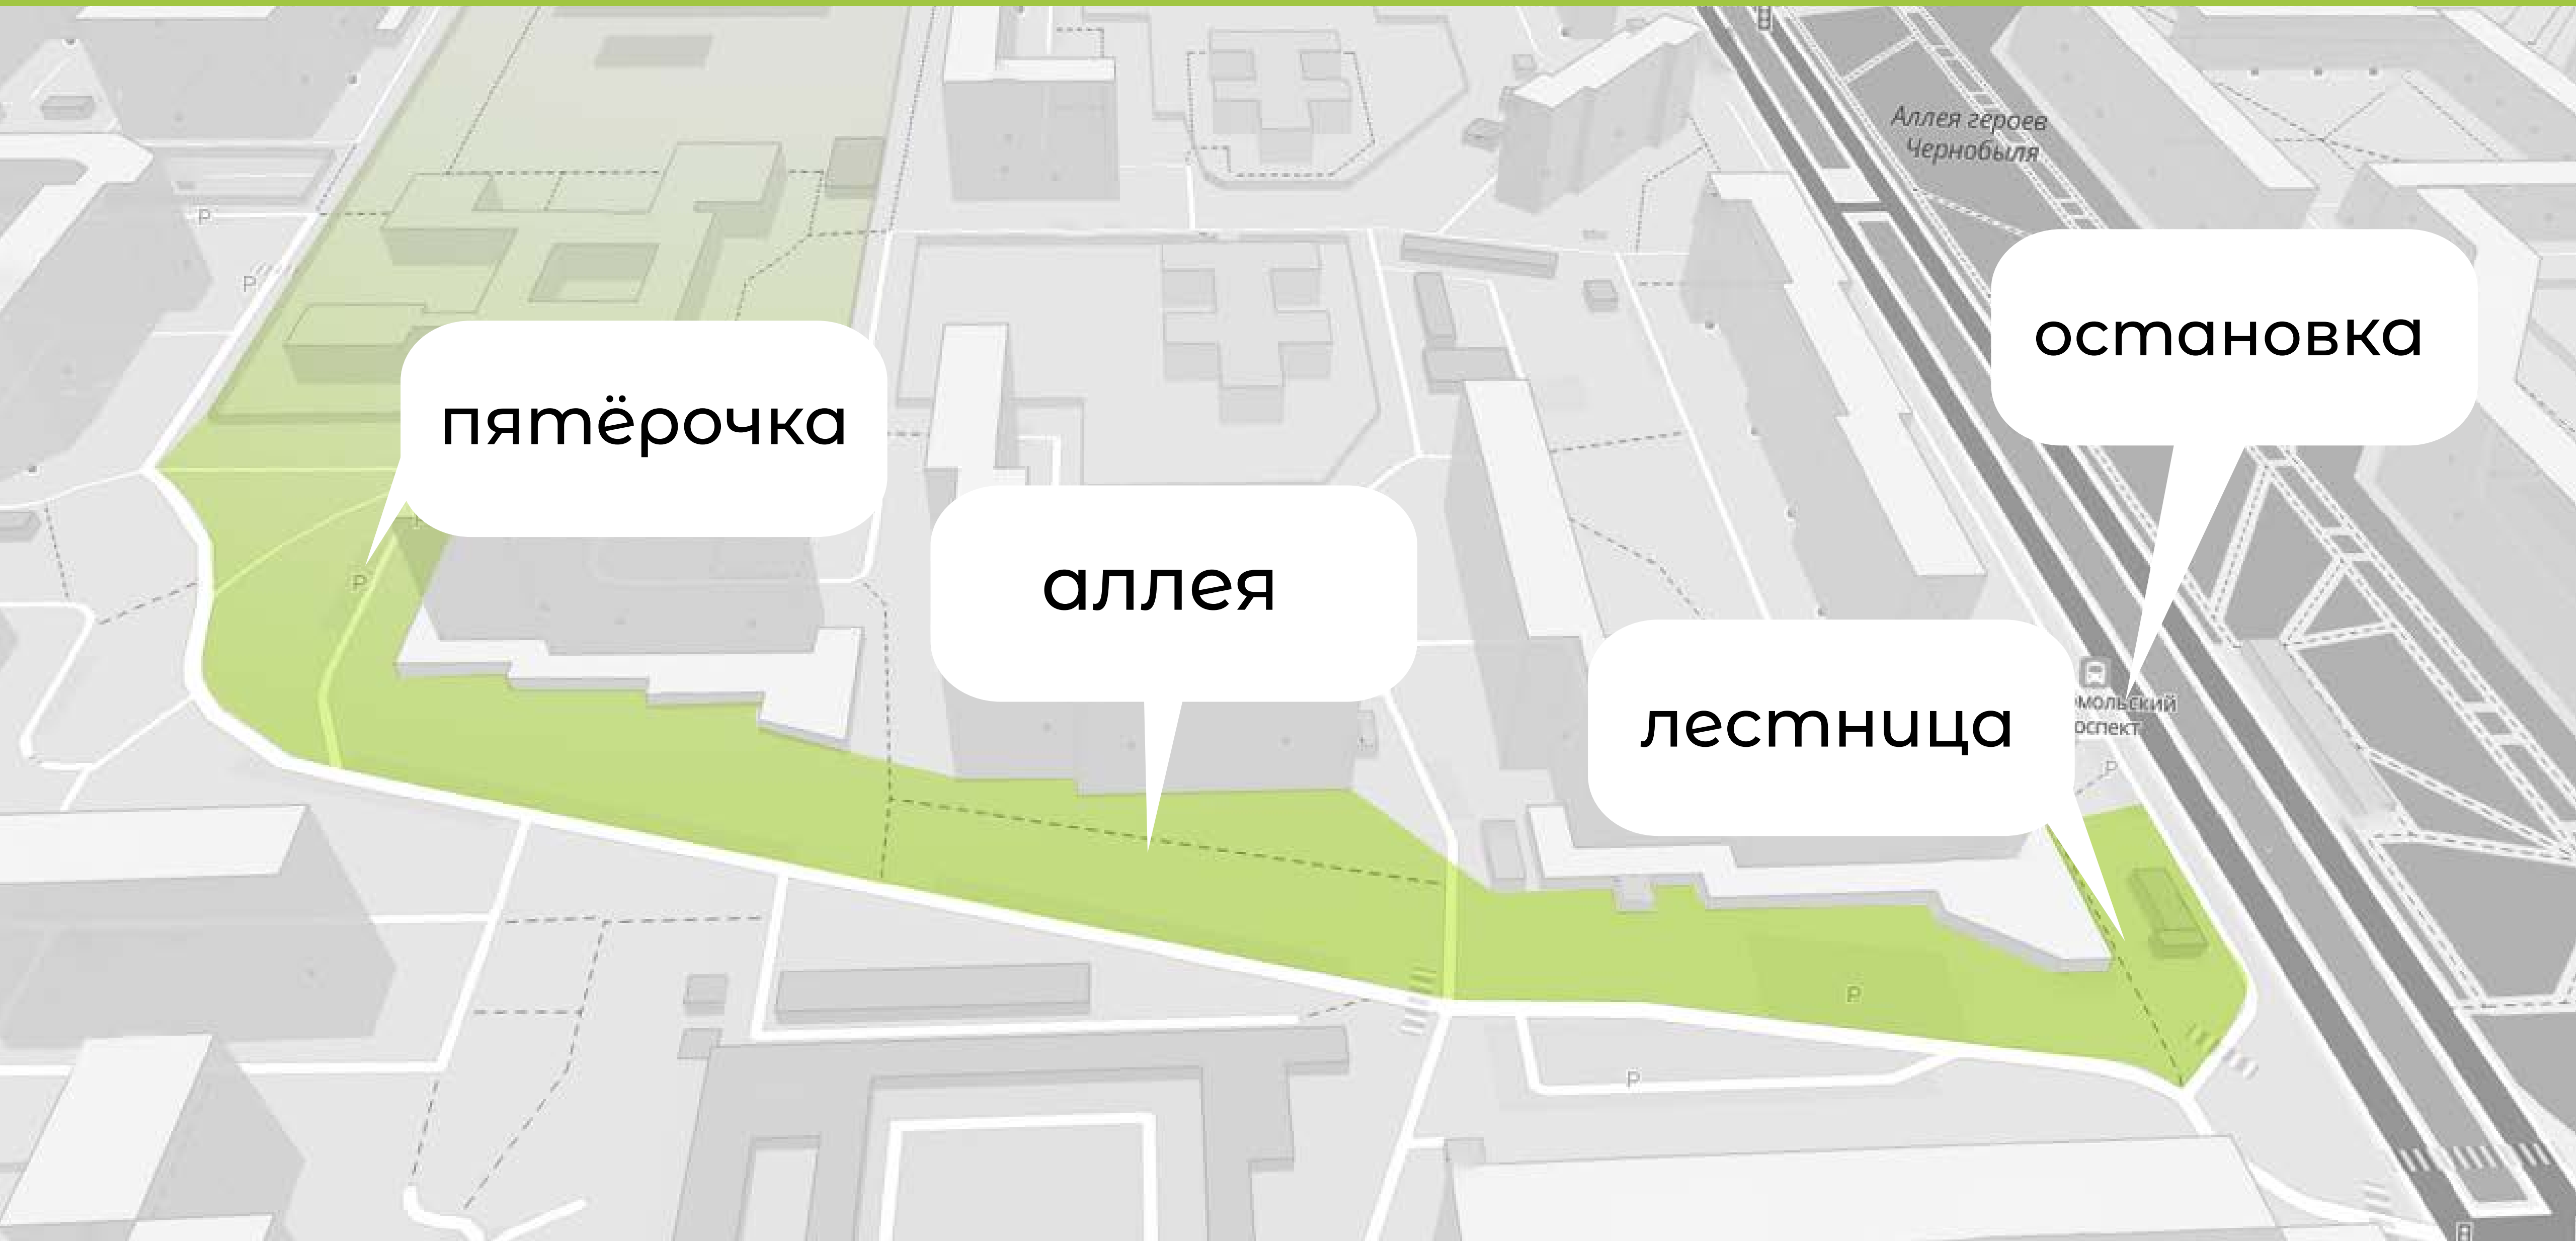 Аллея героев
Чернобыля
остановка
пятёрочка
аллея
лестница
P
P
P
P
P
P